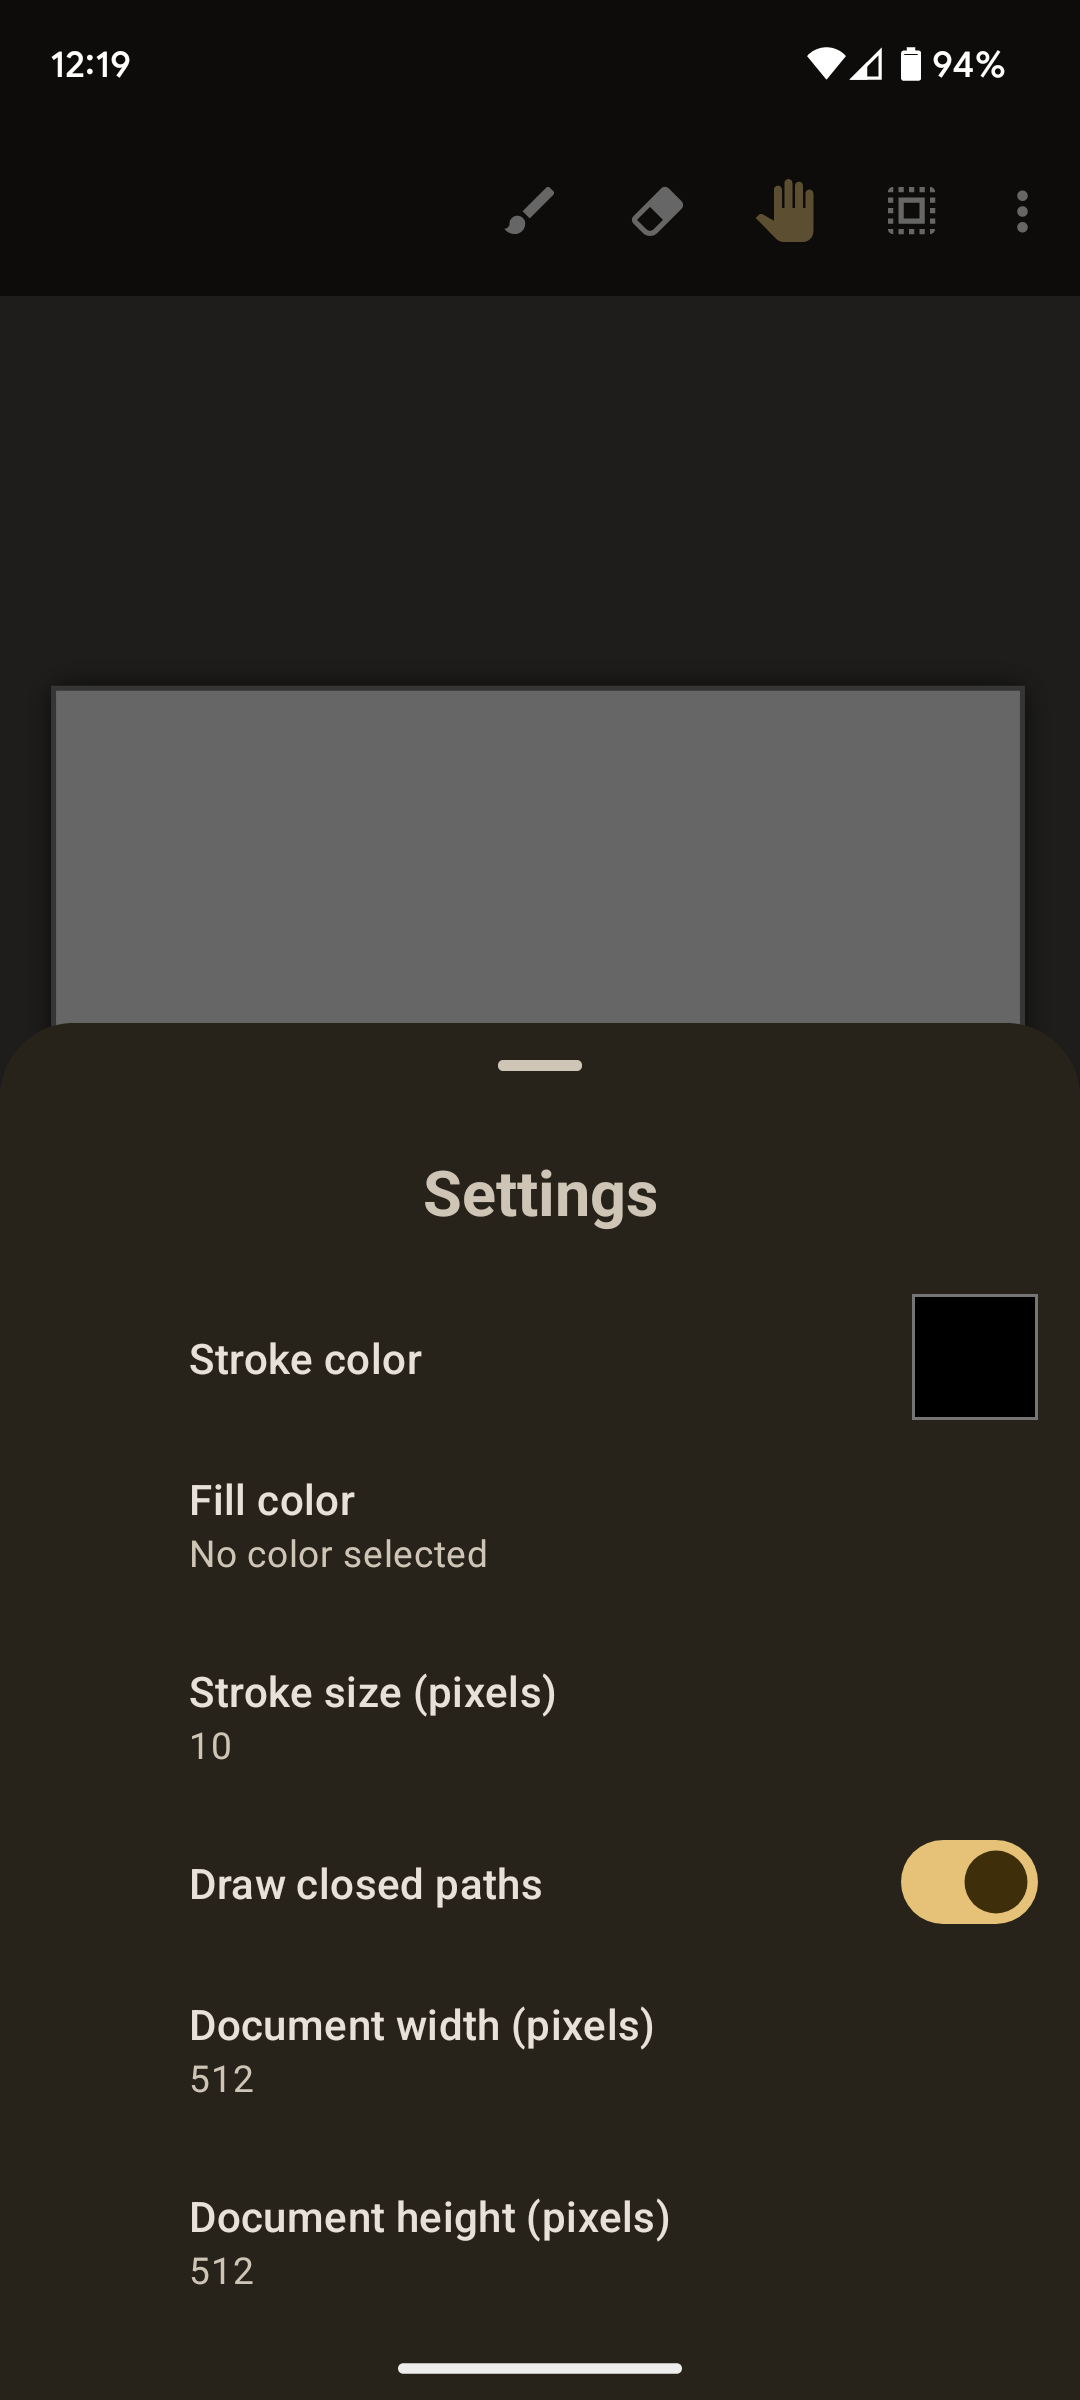 12:19
94%
Settings
Stroke color
Fill color
No color selected
Stroke size (pixels)
10
Draw closed paths
Document width (pixels)
512
Document height (pixels)
512